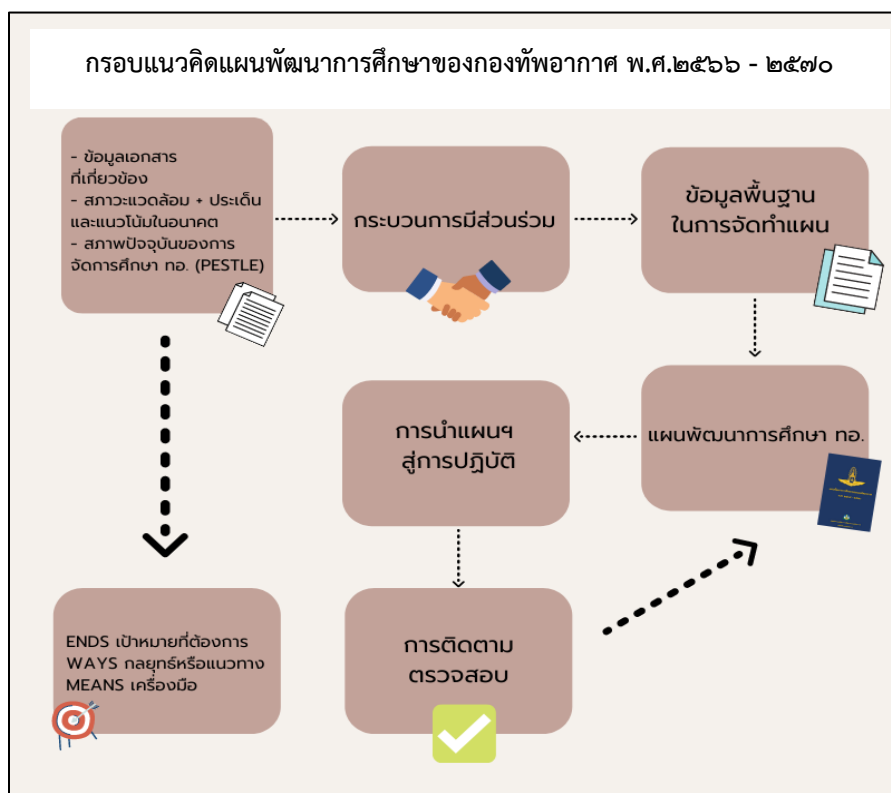 กรอบแนวคิดแผนพัฒนาการศึกษาของกองทัพอากาศ พ.ศ.๒๕๖๖ - ๒๕๗๐
- ข้อมูลเอกสาร
ที่เกี่ยวข้อง
- สภาวะแวดล้อม + ประเด็น
และแนวโน้มในอนาคต
- สภาพปัจจุบันของการ
จัดการศึกษา ทอ. (PESTLE)
กระบวนการมีส่วนร่วม
ข้อมูลพื้นฐาน
ในการจัดทำแผน
แผนพัฒนาการศึกษา ทอ.
การนำแผนฯ
สู่การปฏิบัติ
การติดตาม
ตรวจสอบ
ENDS เป้าหมายที่ต้องการ
WAYS กลยุทธ์หรือแนวทาง
MEANS เครื่องมือ